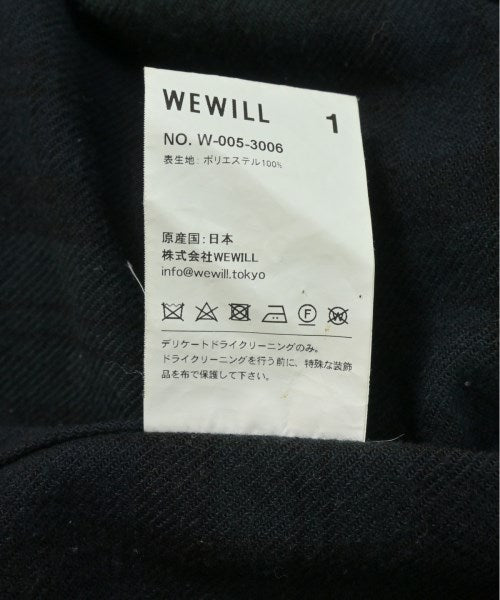 WEWILL 1
NO. W-005-3006
表生地: ポリエステル100%
原産国: 日本
株式会社WEWILL
info@wewill.tokyo
F W
デリケートドライクリーニングのみ。
ドライクリーニングを行う前に、特殊な装飾
品を布で保護して下さい。